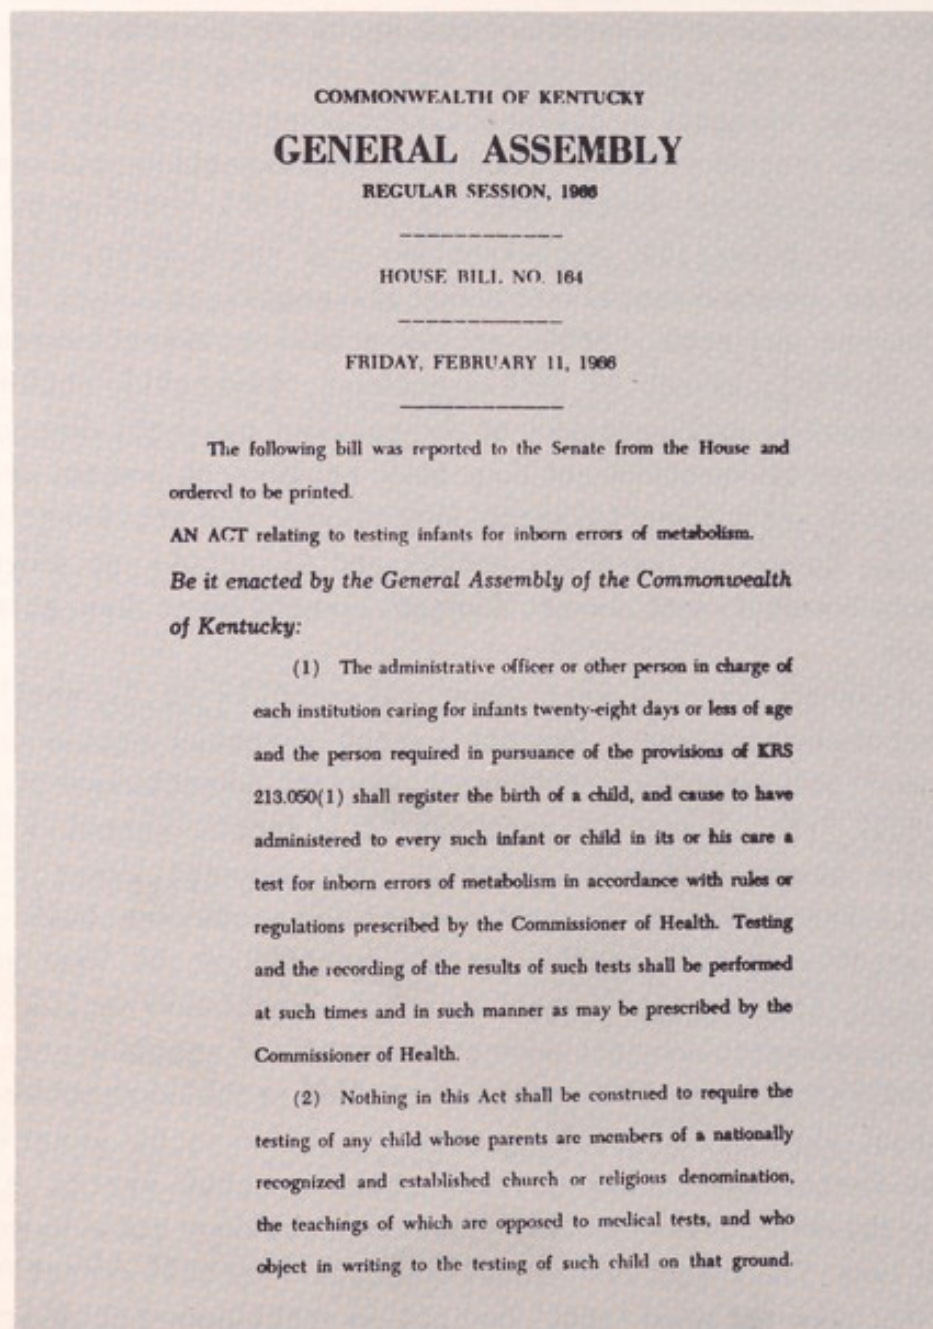 COMMONWEALTH OF KENTUCKY
GENERAL ASSEMBLY
REGULAR SESSION, 1966
HOUSE BILL NO. 164
FRIDAY, FEBRUARY 11, 1966
The following bill was reported to the Senate from the House and
ordered to be printed.
AN ACT relating to testing infants for inborn errors of metabolism.
Be it enacted by the General Assembly of the Commonwealth
of Kentucky:
(1) The administrative officer or other person in charge of
each institution caring for infants twenty-eight days or less of age
and the person required in pursuance of the provisions of KRS
213.050(1) shall register the birth of a child, and cause to have
administered to every such infant or child in its or his care a
test for inborn errors of metabolism in accordance with rules or
regulations prescribed by the Commissioner of Health. Testing
and the recording of the results of such tests shall be performed
at such times and in such manner as may be prescribed by the
Commissioner of Health.
(2) Nothing in this Act shall be construed to require the
testing of any child whose parents are members of a nationally
recognized and established church or religious denomination,
the teachings of which are opposed to medical tests, and who
object in writing to the testing of such child on that ground.